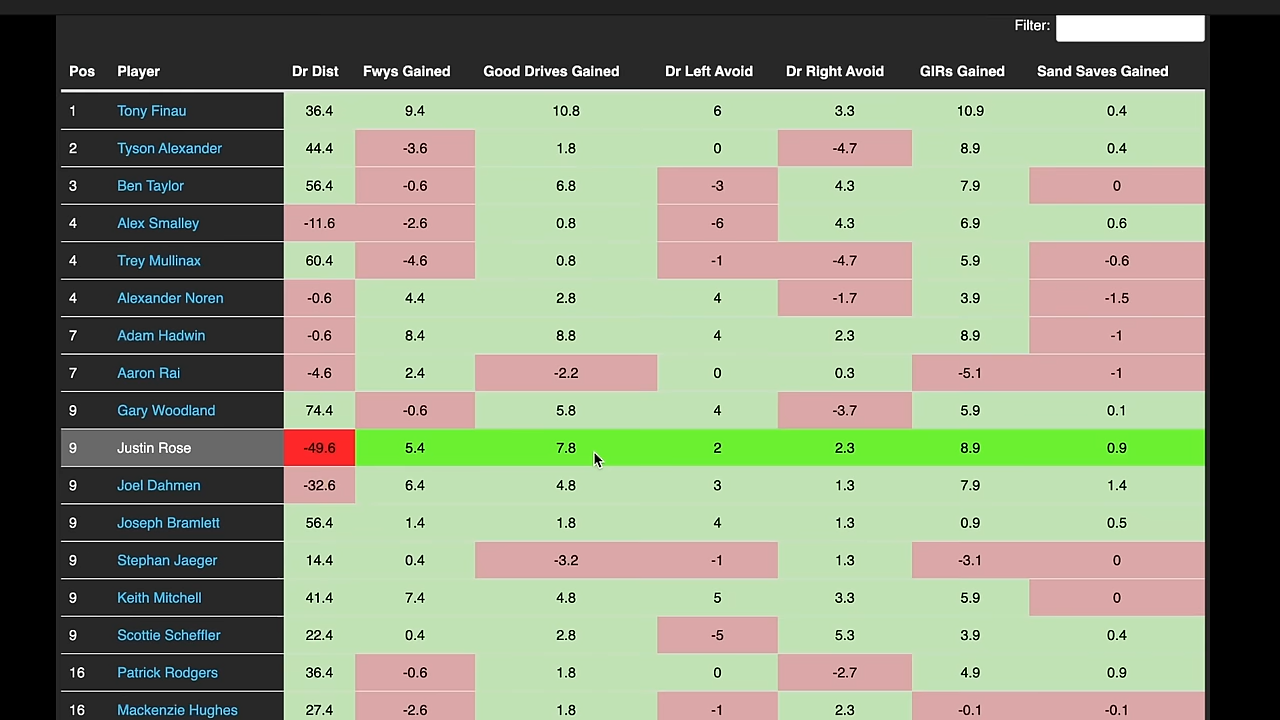 Filter:
Pos Player Dr Dist Fwys Gained Good Drives Gained Dr Left Avoid Dr Right Avoid GIRs Gained Sand Saves Gained
1 Tony Finau 36.4 9.4 10.8 6 3.3 10.9 0.4
2 Tyson Alexander 44.4 -3.6 1.8 0 -4.7 8.9 0.4
3 Ben Taylor 56.4 -0.6 6.8 -3 4.3 7.9 0
4 Alex Smalley -11.6 -2.6 0.8 -6 4.3 6.9 0.6
4 Trey Mullinax 60.4 -4.6 0.8 -1 -4.7 5.9 -0.6
4 Alexander Noren -0.6 4.4 2.8 4 -1.7 3.9 -1.5
7 Adam Hadwin -0.6 8.4 8.8 4 2.3 8.9 -1
7 Aaron Rai -4.6 2.4 -2.2 0 0.3 -5.1 -1
9 Gary Woodland 74.4 -0.6 5.8 4 -3.7 5.9 0.1
9 Justin Rose -49.6 5.4 7.8 2 2.3 8.9 0.9
9 Joel Dahmen -32.6 6.4 4.8 3 1.3 7.9 1.4
9 Joseph Bramlett 56.4 1.4 1.8 4 1.3 0.9 0.5
9 Stephan Jaeger 14.4 0.4 -3.2 -1 1.3 -3.1 0
9 Keith Mitchell 41.4 7.4 4.8 5 3.3 5.9 0
9 Scottie Scheffler 22.4 0.4 2.8 -5 5.3 3.9 0.4
16 Patrick Rodgers 36.4 -0.6 1.8 0 -2.7 4.9 0.9
16 Mackenzie Hughes 27.4 -2.6 1.8 -1 2.3 -0.1 -0.1